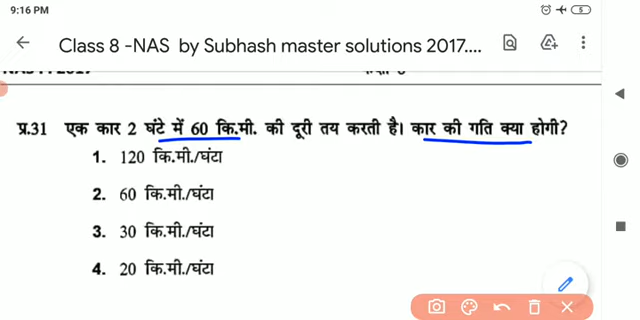 9:16 PM
5
Class 8 -NAS by Subhash master solutions 2017....
प्र.31 एक कार 2 घंटे में 60 कि.मी. की दूरी तय करती है। कार की गति क्या होगी?
1. 120 कि.मी./घंटा
2. 60 कि.मी./घंटा
3. 30 कि.मी./घंटा
4. 20 कि.मी./घंटा